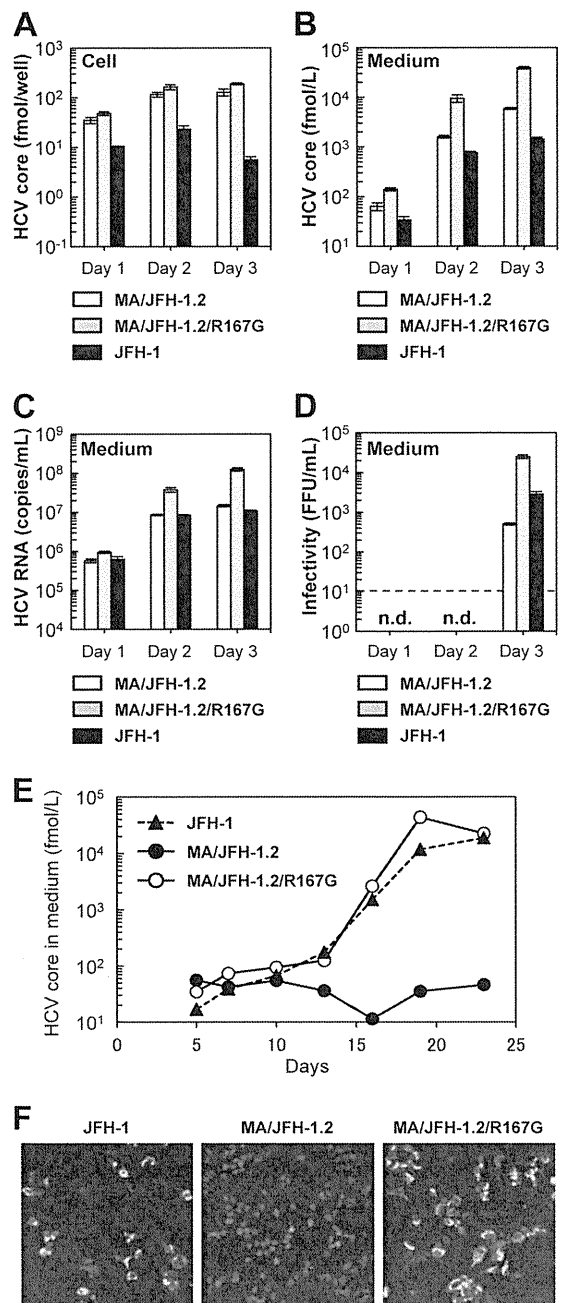 A
Cell
HCV core (fmol/well)
10³
10²
10¹
10⁰
10⁻¹
Day 1 Day 2 Day 3
MA/JFH-1.2
MA/JFH-1.2/R167G
JFH-1
B
Medium
HCV core (fmol/L)
10⁵
10⁴
10³
10²
10¹
Day 1 Day 2 Day 3
MA/JFH-1.2
MA/JFH-1.2/R167G
JFH-1
C
Medium
HCV RNA (copies/mL)
10⁹
10⁸
10⁷
10⁶
10⁵
10⁴
Day 1 Day 2 Day 3
MA/JFH-1.2
MA/JFH-1.2/R167G
JFH-1
D
Medium
Infectivity (FFU/mL)
10⁵
10⁴
10³
10²
10¹
10⁰
n.d. n.d.
Day 1 Day 2 Day 3
MA/JFH-1.2
MA/JFH-1.2/R167G
JFH-1
E
HCV core in medium (fmol/L)
10⁵
10⁴
10³
10²
10¹
JFH-1
MA/JFH-1.2
MA/JFH-1.2/R167G
0 5 10 15 20 25
Days
F
JFH-1 MA/JFH-1.2 MA/JFH-1.2/R167G